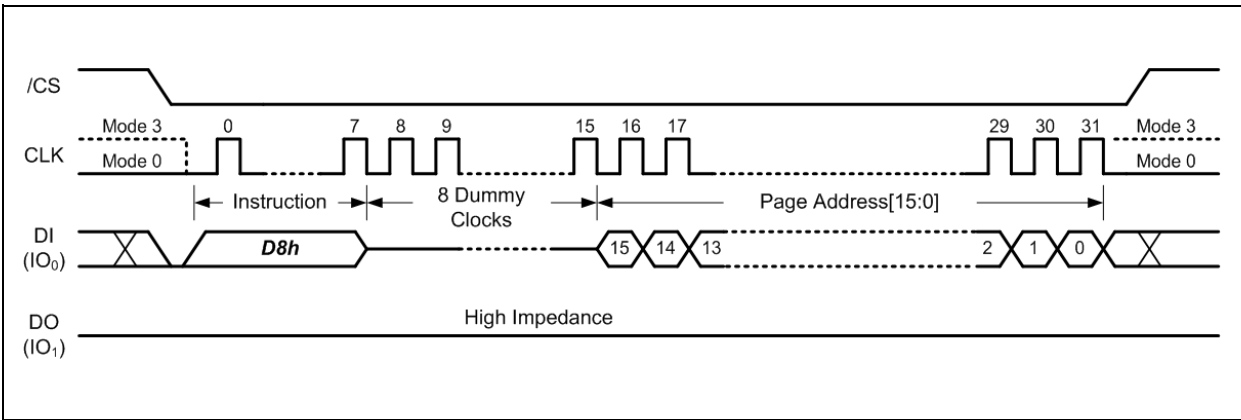 /CS
Mode 3 0 7 8 9 15 16 17 29 30 31 Mode 3
CLK
Mode 0 Mode 0
Instruction 8 Dummy Clocks Page Address[15:0]
DI
(IO₀)
D8h 15 14 13 2 1 0
DO
(IO₁)
High Impedance